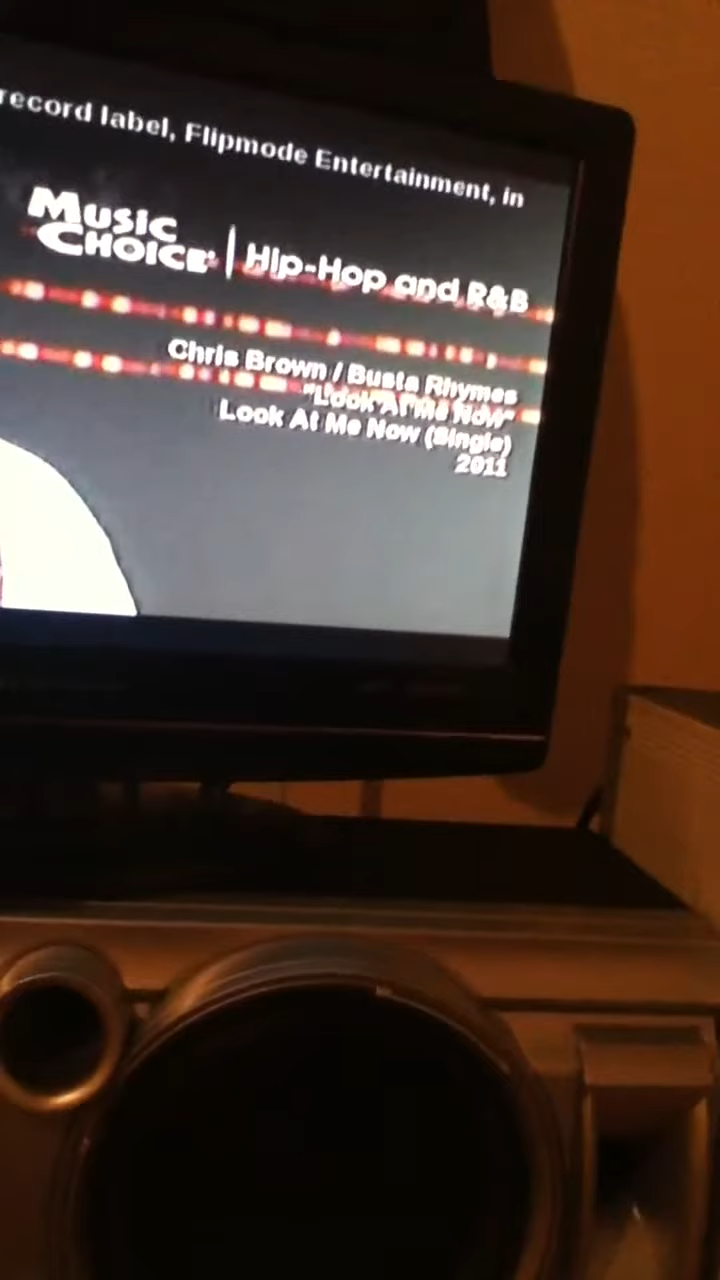 record label, Flipmode Entertainment, in
MUSIC CHOICE | Hip-Hop and R&B
Chris Brown / Busta Rhymes
"Look At Me Now"
Look At Me Now (Single)
2011